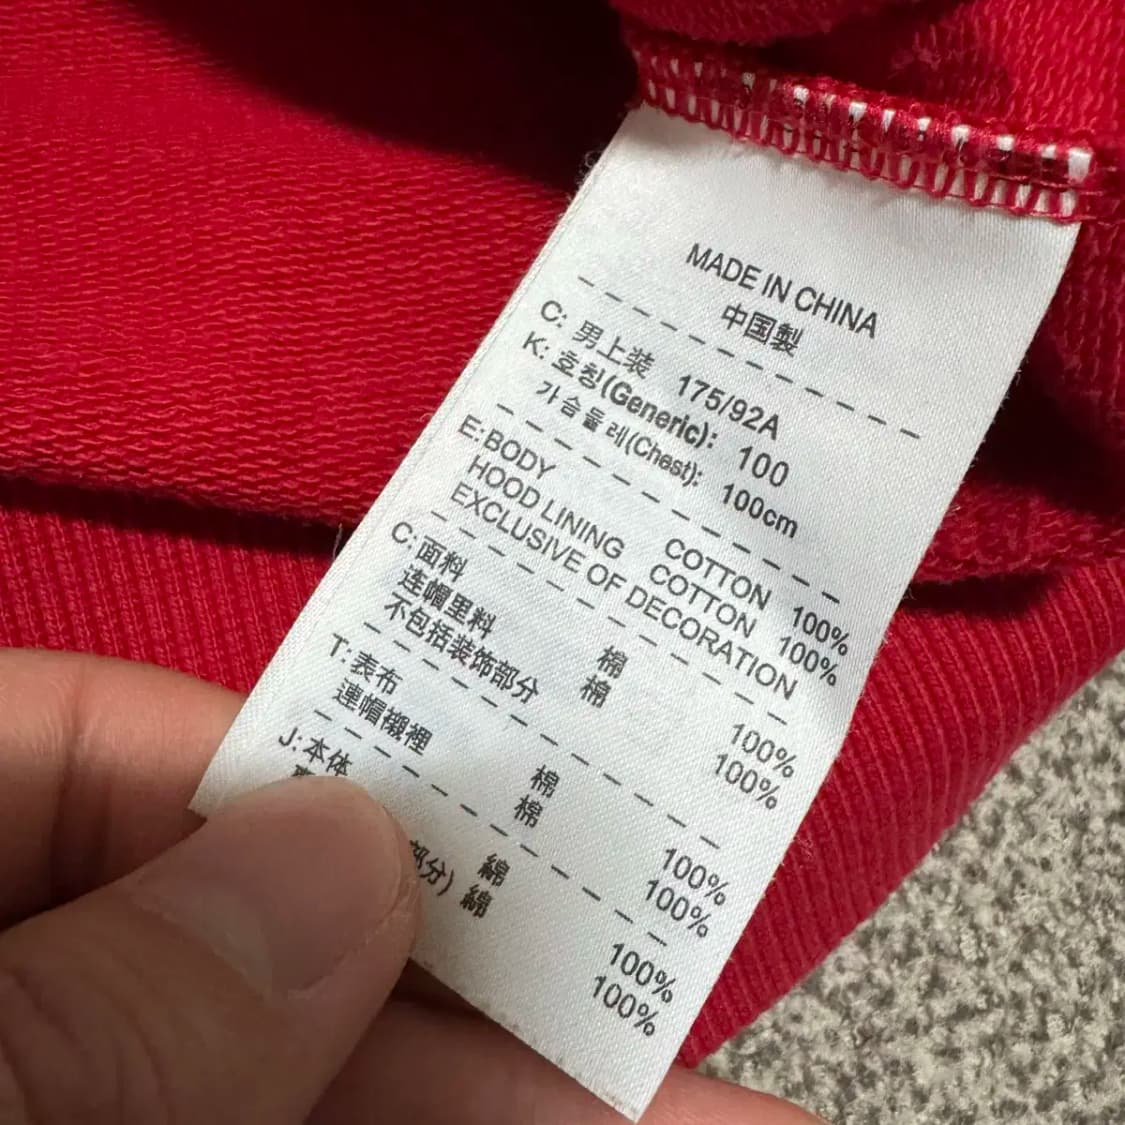 MADE IN CHINA
中国製
C: 男上装 175/92A
K: 호칭(Generic): 100
가슴둘레(Chest): 100cm
E: BODY COTTON 100%
HOOD LINING COTTON 100%
EXCLUSIVE OF DECORATION
C: 面料 棉 100%
连帽里料 棉 100%
不包括装饰部分
T: 表布 棉 100%
連帽襯裡 棉 100%
J: 本体 綿 100%
部分) 綿 100%